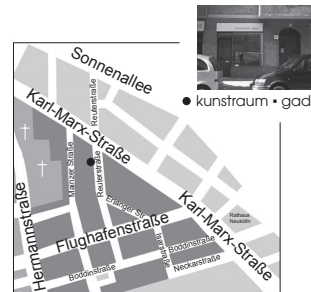 Sonnenallee
kunstraum ▪ gad
Karl-Marx-Straße
Reuterstraße
Mainzer Straße
Reuterstraße
Hermannstraße
Erlanger Str.
Karl-Marx-Straße
Rathaus
Neukölln
Flughafenstraße
Isarstraße
Boddinstraße
Boddinstraße
Neckarstraße